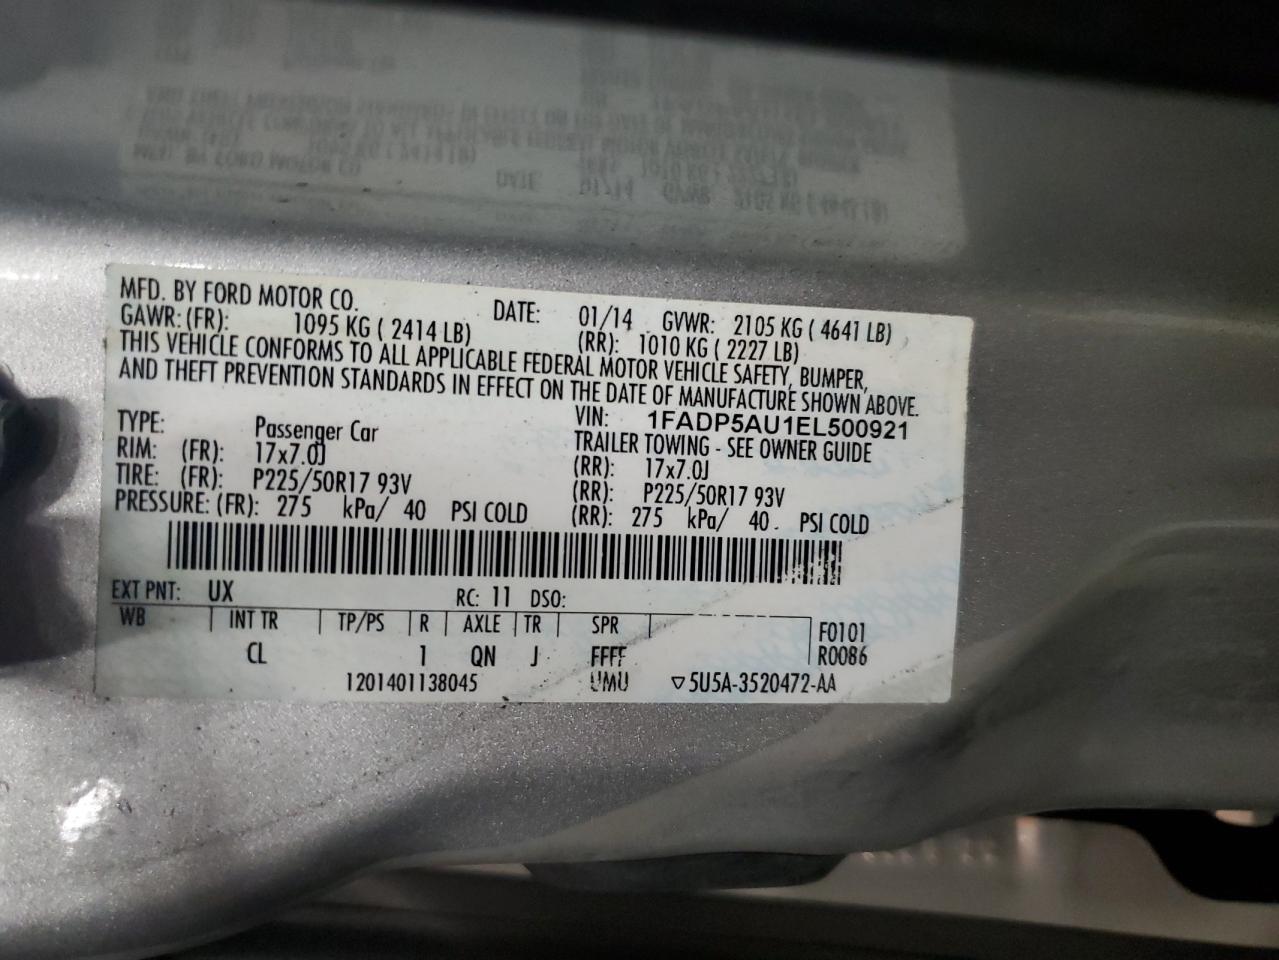 MFD. BY FORD MOTOR CO. DATE: 01/14 GVWR: 2105 KG ( 4641 LB)
GAWR: (FR): 1095 KG ( 2414 LB) (RR): 1010 KG ( 2227 LB)
THIS VEHICLE CONFORMS TO ALL APPLICABLE FEDERAL MOTOR VEHICLE SAFETY, BUMPER,
AND THEFT PREVENTION STANDARDS IN EFFECT ON THE DATE OF MANUFACTURE SHOWN ABOVE.
VIN: 1FADP5AU1EL500921
TYPE: Passenger Car TRAILER TOWING - SEE OWNER GUIDE
RIM: (FR): 17x7.0J (RR): 17x7.0J
TIRE: (FR): P225/50R17 93V (RR): P225/50R17 93V
PRESSURE: (FR): 275 kPa/ 40 PSI COLD (RR): 275 kPa/ 40 PSI COLD
EXT PNT: UX RC: 11 DSO:
WB INT TR TP/PS R AXLE TR SPR F0101
CL 1 QN J FFFF R0086
1201401138045 UMU ▽5U5A-3520472-AA